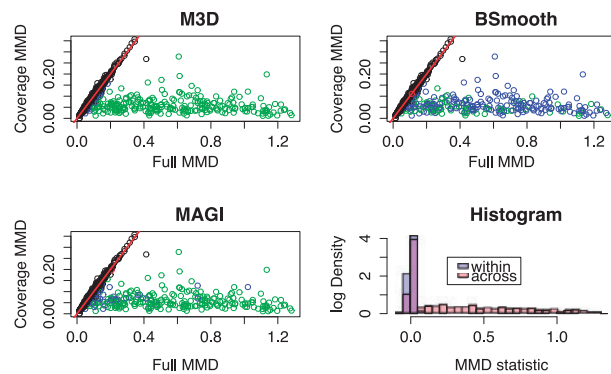 M3D
Coverage MMD
0.00 0.20
0.0 0.4 0.8 1.2
Full MMD
BSmooth
Coverage MMD
0.00 0.20
0.0 0.4 0.8 1.2
Full MMD
MAGI
Coverage MMD
0.00 0.20
0.0 0.4 0.8 1.2
Full MMD
Histogram
log Density
0 2 4
within
across
0.0 0.5 1.0
MMD statistic